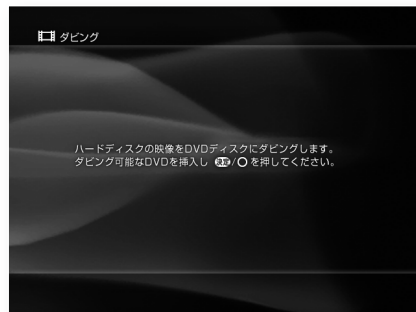 ダビング
ハードディスクの映像をDVDディスクにダビングします。
ダビング可能なDVDを挿入し 決定/○を押してください。